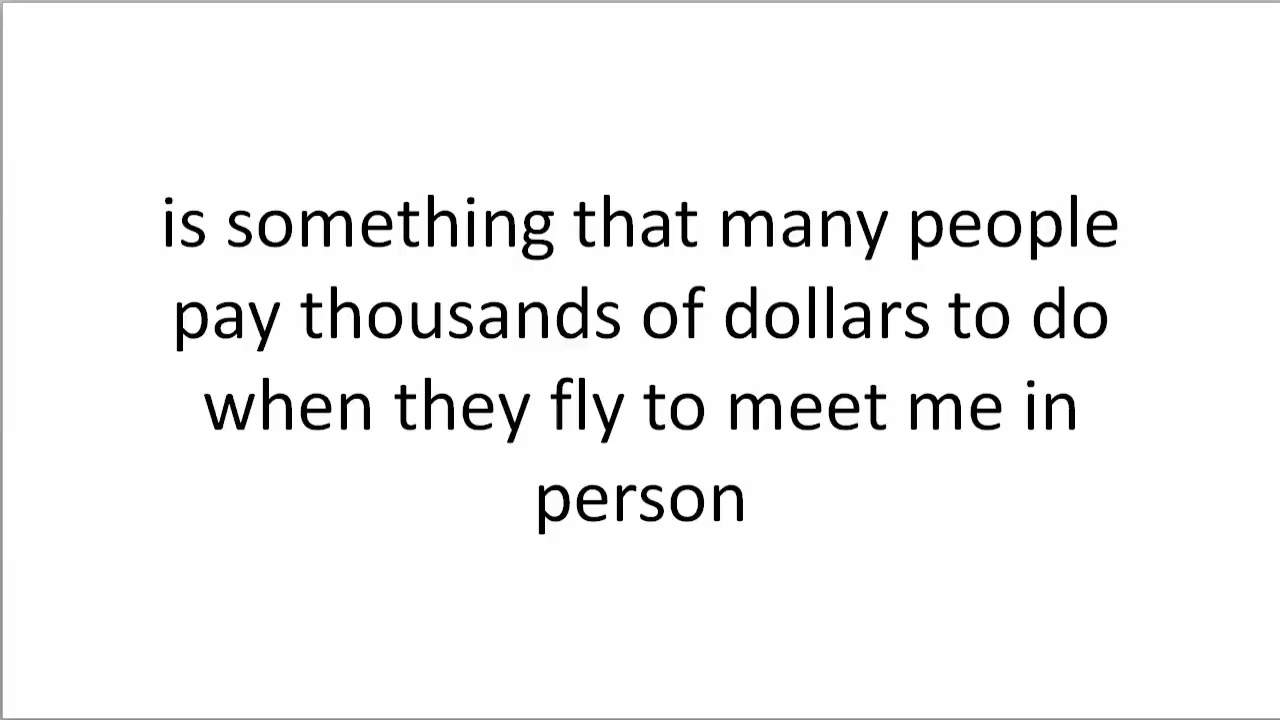 is something that many people
pay thousands of dollars to do
when they fly to meet me in
person